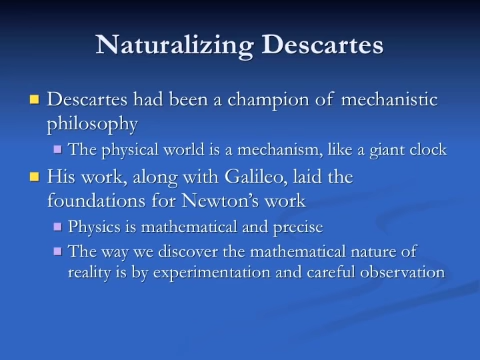 Naturalizing Descartes
Descartes had been a champion of mechanistic
philosophy
The physical world is a mechanism, like a giant clock
His work, along with Galileo, laid the
foundations for Newton's work
Physics is mathematical and precise
The way we discover the mathematical nature of
reality is by experimentation and careful observation